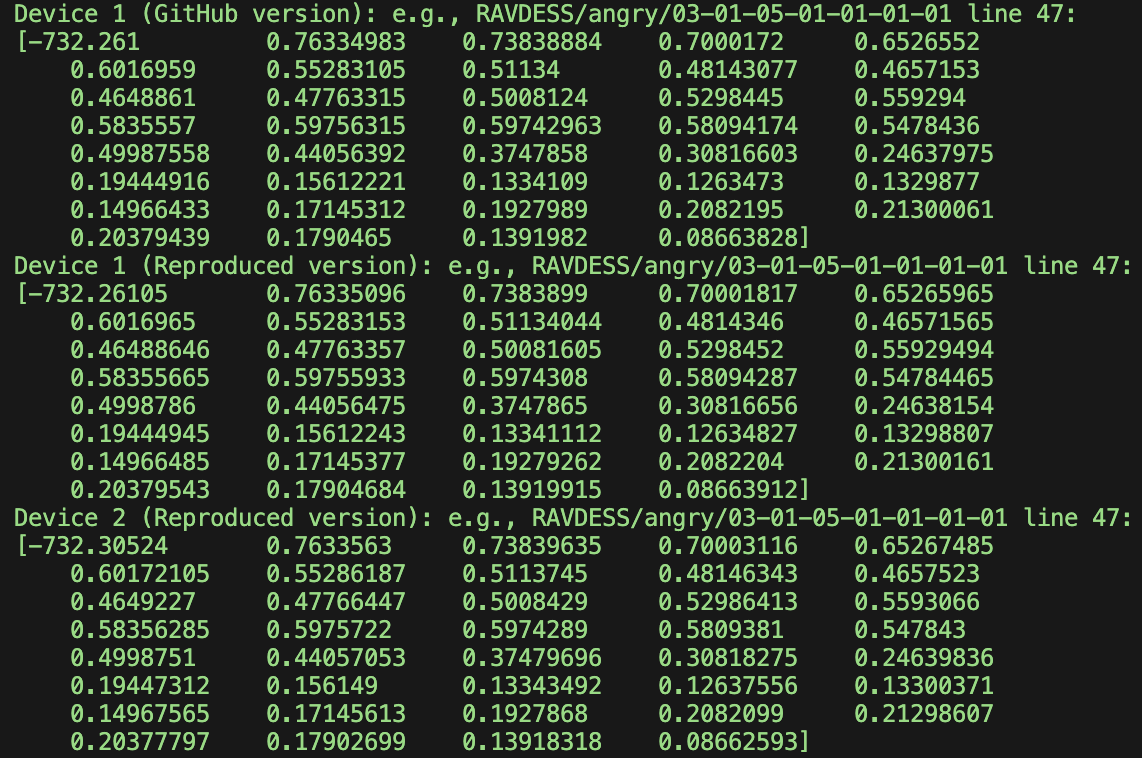 Device 1 (GitHub version): e.g., RAVDESS/angry/03-01-05-01-01-01-01 line 47:
[-732.261 0.76334983 0.73838884 0.7000172 0.6526552
0.6016959 0.55283105 0.51134 0.48143077 0.4657153
0.4648861 0.47763315 0.5008124 0.5298445 0.559294
0.5835557 0.59756315 0.59742963 0.58094174 0.5478436
0.49987558 0.44056392 0.3747858 0.30816603 0.24637975
0.19444916 0.15612221 0.1334109 0.1263473 0.1329877
0.14966433 0.17145312 0.1927989 0.2082195 0.21300061
0.20379439 0.1790465 0.1391982 0.08663828]
Device 1 (Reproduced version): e.g., RAVDESS/angry/03-01-05-01-01-01-01 line 47:
[-732.26105 0.76335096 0.7383899 0.70001817 0.65265965
0.6016965 0.55283153 0.51134044 0.4814346 0.46571565
0.46488646 0.47763357 0.50081605 0.5298452 0.55929494
0.58355665 0.59755933 0.5974308 0.58094287 0.54784465
0.4998786 0.44056475 0.3747865 0.30816656 0.24638154
0.19444945 0.15612243 0.13341112 0.12634827 0.13298807
0.14966485 0.17145377 0.19279262 0.2082204 0.21300161
0.20379543 0.17904684 0.13919915 0.08663912]
Device 2 (Reproduced version): e.g., RAVDESS/angry/03-01-05-01-01-01-01 line 47:
[-732.30524 0.7633563 0.73839635 0.70003116 0.65267485
0.60172105 0.55286187 0.5113745 0.48146343 0.4657523
0.4649227 0.47766447 0.5008429 0.52986413 0.5593066
0.58356285 0.5975722 0.5974289 0.5809381 0.547843
0.4998751 0.44057053 0.37479696 0.30818275 0.24639836
0.19447312 0.156149 0.13343492 0.12637556 0.13300371
0.14967565 0.17145613 0.1927868 0.2082099 0.21298607
0.20377797 0.17902699 0.13918318 0.08662593]